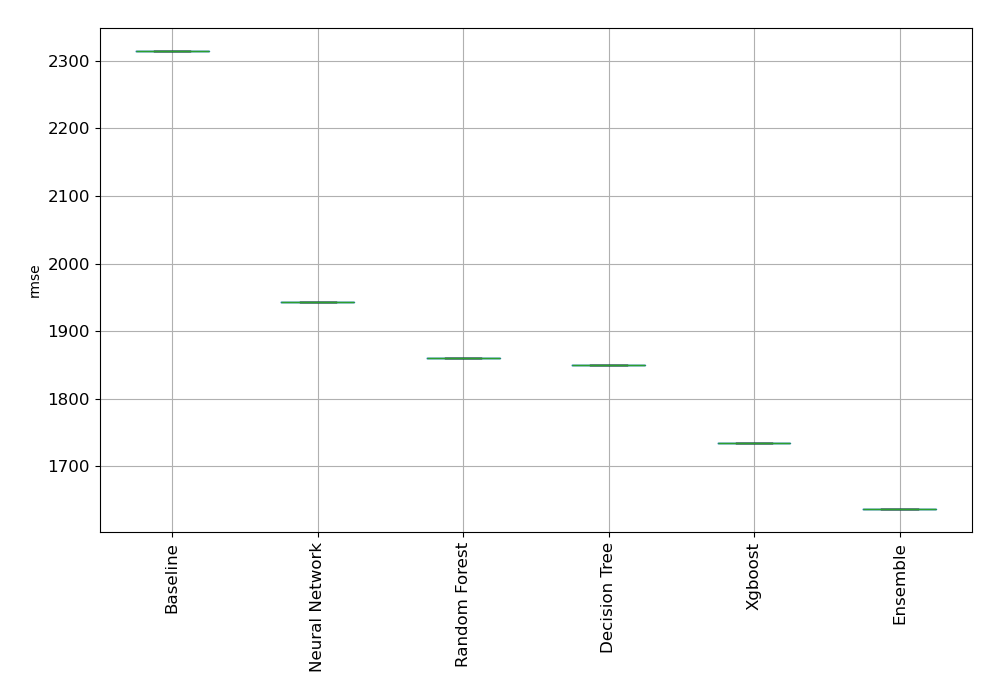 2300
2200
2100
2000
1900
1800
1700
rmse
Baseline
Neural Network
Random Forest
Decision Tree
Xgboost
Ensemble